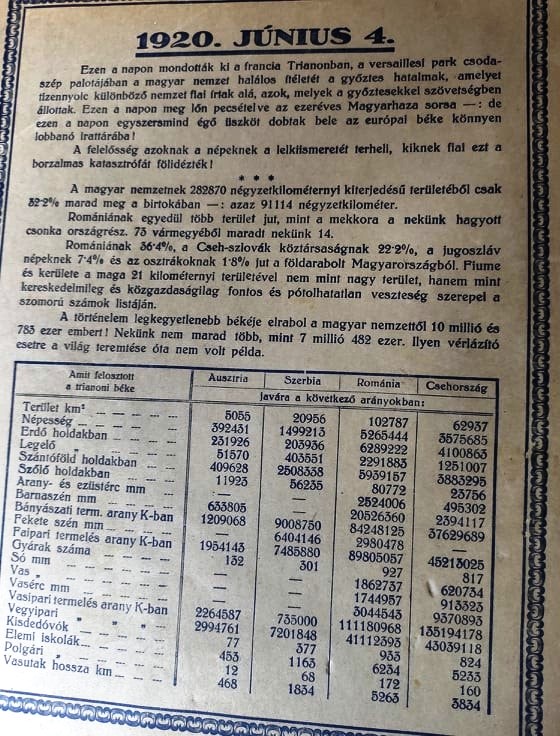 1920. JÚNIUS 4.
Ezen a napon mondották ki a francia Trianonban, a versaillesi park csoda-
szép palotájában a magyar nemzet halálos ítéletét a győztes hatalmak, amelyet
tizennyolc különböző nemzet fiai írtak alá, azok, melyek a győztesekkel szövetségben
állottak. Ezen a napon meg lőn pecsételve az ezeréves Magyarhaza sorsa —: de
ezen a napon egyszersmind égő üszköt dobtak bele az európai béke könnyen
lobbanó irattárába!
A felelősség azoknak a népeknek a lelkiismeretét terheli, kiknek fiai ezt a
borzalmas katasztrófát fölidézték!
* * *
A magyar nemzetnek 282870 négyzetkilométernyi kiterjedésű területéből csak
32·2% marad meg a birtokában —: azaz 91114 négyzetkilométer.
Romániának egyedül több terület jut, mint a mekkora a nekünk hagyott
csonka országrész. 73 vármegyéből maradt nekünk 14.
Romániának 36·4%, a Cseh-szlovák köztársaságnak 22·2%, a jugoszláv
népeknek 7·4% és az osztrákoknak 1·8% jut a földarabolt Magyarországból. Fiume
és kerülete a maga 21 kilométernyi területével nem mint nagy terület, hanem mint
kereskedelmileg és közgazdaságilag fontos és pótolhatatlan veszteség szerepel a
szomorú számok listáján.
A történelem legkegyetlenebb békéje elrabol a magyar nemzettől 10 millió és
783 ezer embert! Nekünk nem marad több, mint 7 millió 482 ezer. Ilyen vérlázító
esetre a világ teremtése óta nem volt példa.
Amit felosztott a trianoni béke Ausztria Szerbia Románia Csehország
javára a következő arányokban:
Terület km² — — — — — 5055 20956 102787 62937
Népesség — — — — — 392431 1499213 5265444 3575685
Erdő holdakban — — — — 231926 203936 6289222 4100863
Legelő „ — — — — 51570 403551 2291883 1251007
Szántóföld holdakban — — 409628 2508338 5939157 3883295
Szőlő holdakban — — — 11923 56235 80772 23756
Arany- és ezüstérc mm — — — — 2524006 495302
Barnaszén mm — — — — 633805 — 20526360 2394117
Bányászati term. arany K-ban 1209068 9008750 84248125 37629689
Fekete szén mm — — — — 6404146 2980478 —
Faipari termelés arany K-ban 1954143 7485880 89805057 45213025
Gyárak száma — — — — 132 301 927 817
Só mm — — — — — — 1862737 620734
Vas „ — — — — — — 1744957 913323
Vasérc mm — — — — — — 3044543 9370893
Vasipari termelés arany K-ban 2264587 735000 111180968 135194178
Vegyipari „ „ „ 2994761 7201848 41112393 43039118
Kisdedóvók — — — — 77 377 933 824
Elemi iskolák — — — — 453 1163 6234 5233
Polgári „ — — — — 12 68 172 160
Vasutak hossza km — — — 468 1834 5263 3834